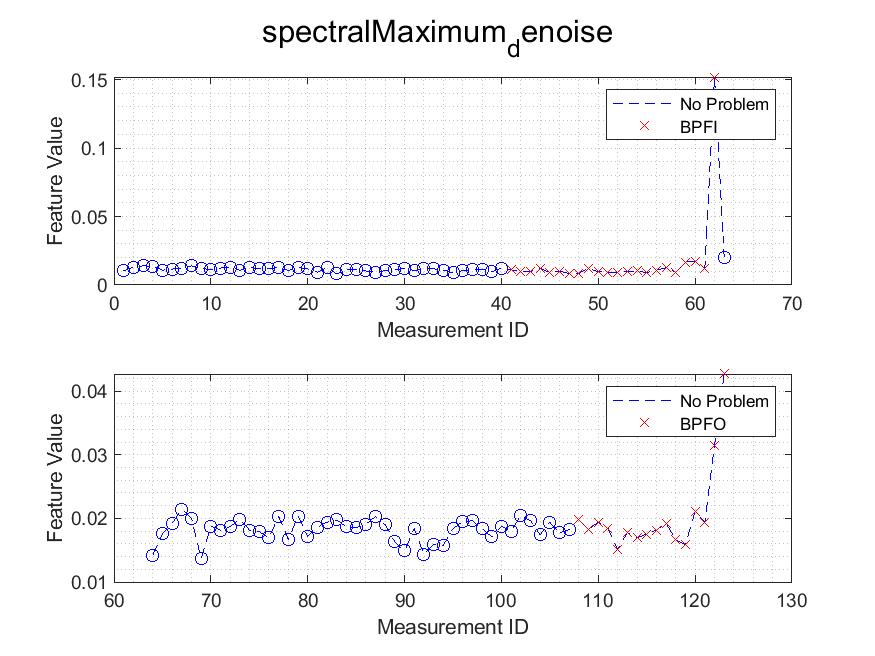 spectralMaximum_denoise
0.15
0.1
0.05
0
Feature Value
No Problem
BPFI
0 10 20 30 40 50 60 70
Measurement ID
0.04
0.03
0.02
0.01
Feature Value
No Problem
BPFO
60 70 80 90 100 110 120 130
Measurement ID